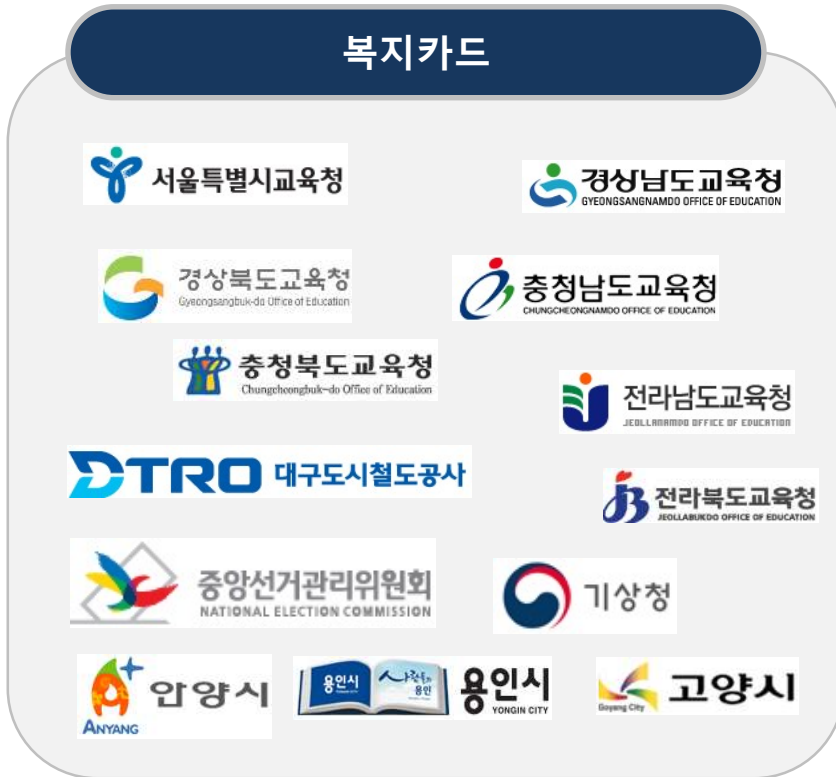 복지카드
서울특별시교육청
경상남도교육청
GYEONGSANGNAMDO OFFICE OF EDUCATION
경상북도교육청
Gyeongsangbuk-do Office of Education
충청남도교육청
CHUNGCHEONGNAMDO OFFICE OF EDUCATION
충청북도교육청
Chungcheongbuk-do Office of Education
전라남도교육청
JEOLLANAMDO OFFICE OF EDUCATION
DTRO 대구도시철도공사
전라북도교육청
JEOLLABUKDO OFFICE OF EDUCATION
중앙선거관리위원회
NATIONAL ELECTION COMMISSION
기상청
안양시
ANYANG
용인시
사람들의
용인
용인시
YONGIN CITY
고양시
Goyang City